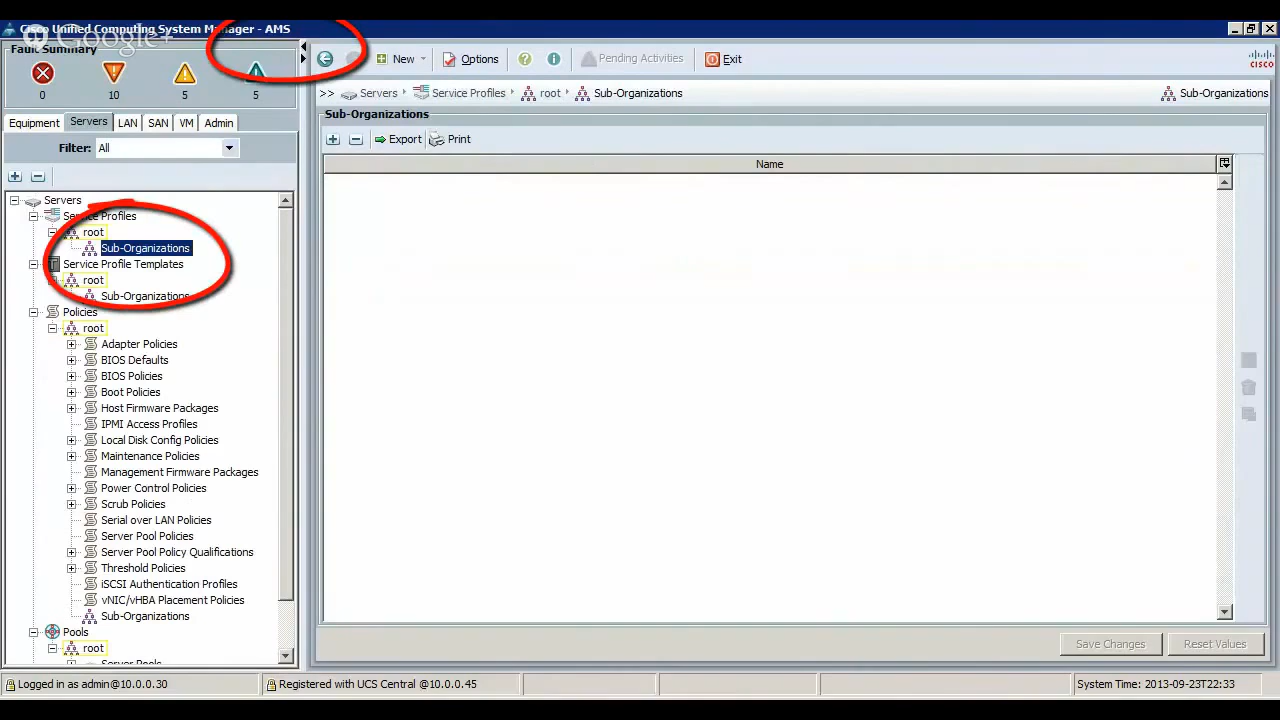 Cisco Unified Computing System Manager - AMS
Google+
Fault Summary
0
10
5
5
New
Options
Pending Activities
Exit
CISCO
>> Servers Service Profiles root Sub-Organizations
Sub-Organizations
Equipment Servers LAN SAN VM Admin
Filter: All
Sub-Organizations
Export Print
Name
Servers
Service Profiles
root
Sub-Organizations
Service Profile Templates
root
Sub-Organizations
Policies
root
Adapter Policies
BIOS Defaults
BIOS Policies
Boot Policies
Host Firmware Packages
IPMI Access Profiles
Local Disk Config Policies
Maintenance Policies
Management Firmware Packages
Power Control Policies
Scrub Policies
Serial over LAN Policies
Server Pool Policies
Server Pool Policy Qualifications
Threshold Policies
iSCSI Authentication Profiles
vNIC/vHBA Placement Policies
Sub-Organizations
Pools
root
Server Pools
Save Changes Reset Values
Logged in as admin@10.0.0.30
Registered with UCS Central @10.0.0.45
System Time: 2013-09-23T22:33